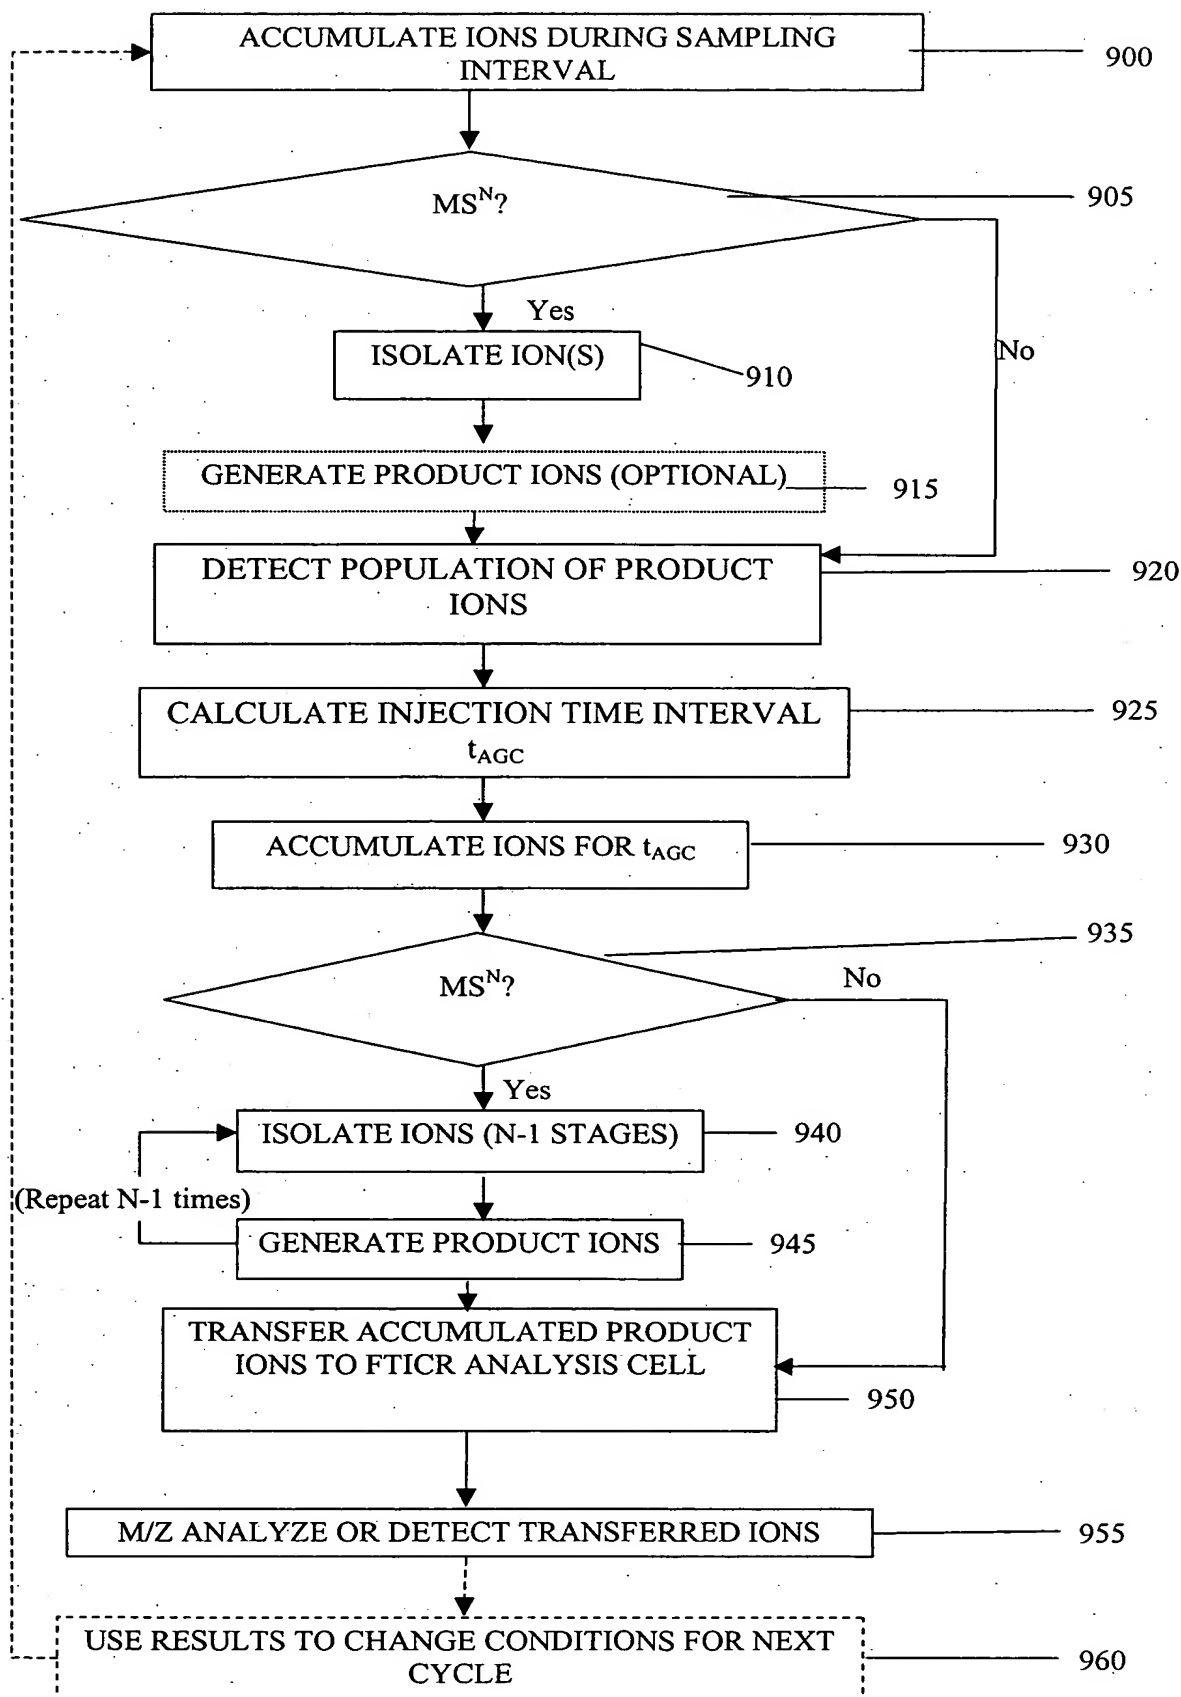 ACCUMULATE IONS DURING SAMPLING
INTERVAL
900
MS^N?
905
Yes
No
ISOLATE ION(S)
910
GENERATE PRODUCT IONS (OPTIONAL)
915
DETECT POPULATION OF PRODUCT
IONS
920
CALCULATE INJECTION TIME INTERVAL
t_AGC
925
ACCUMULATE IONS FOR t_AGC
930
MS^N?
935
No
Yes
ISOLATE IONS (N-1 STAGES)
940
(Repeat N-1 times)
GENERATE PRODUCT IONS
945
TRANSFER ACCUMULATED PRODUCT
IONS TO FTICR ANALYSIS CELL
950
M/Z ANALYZE OR DETECT TRANSFERRED IONS
955
USE RESULTS TO CHANGE CONDITIONS FOR NEXT
CYCLE
960